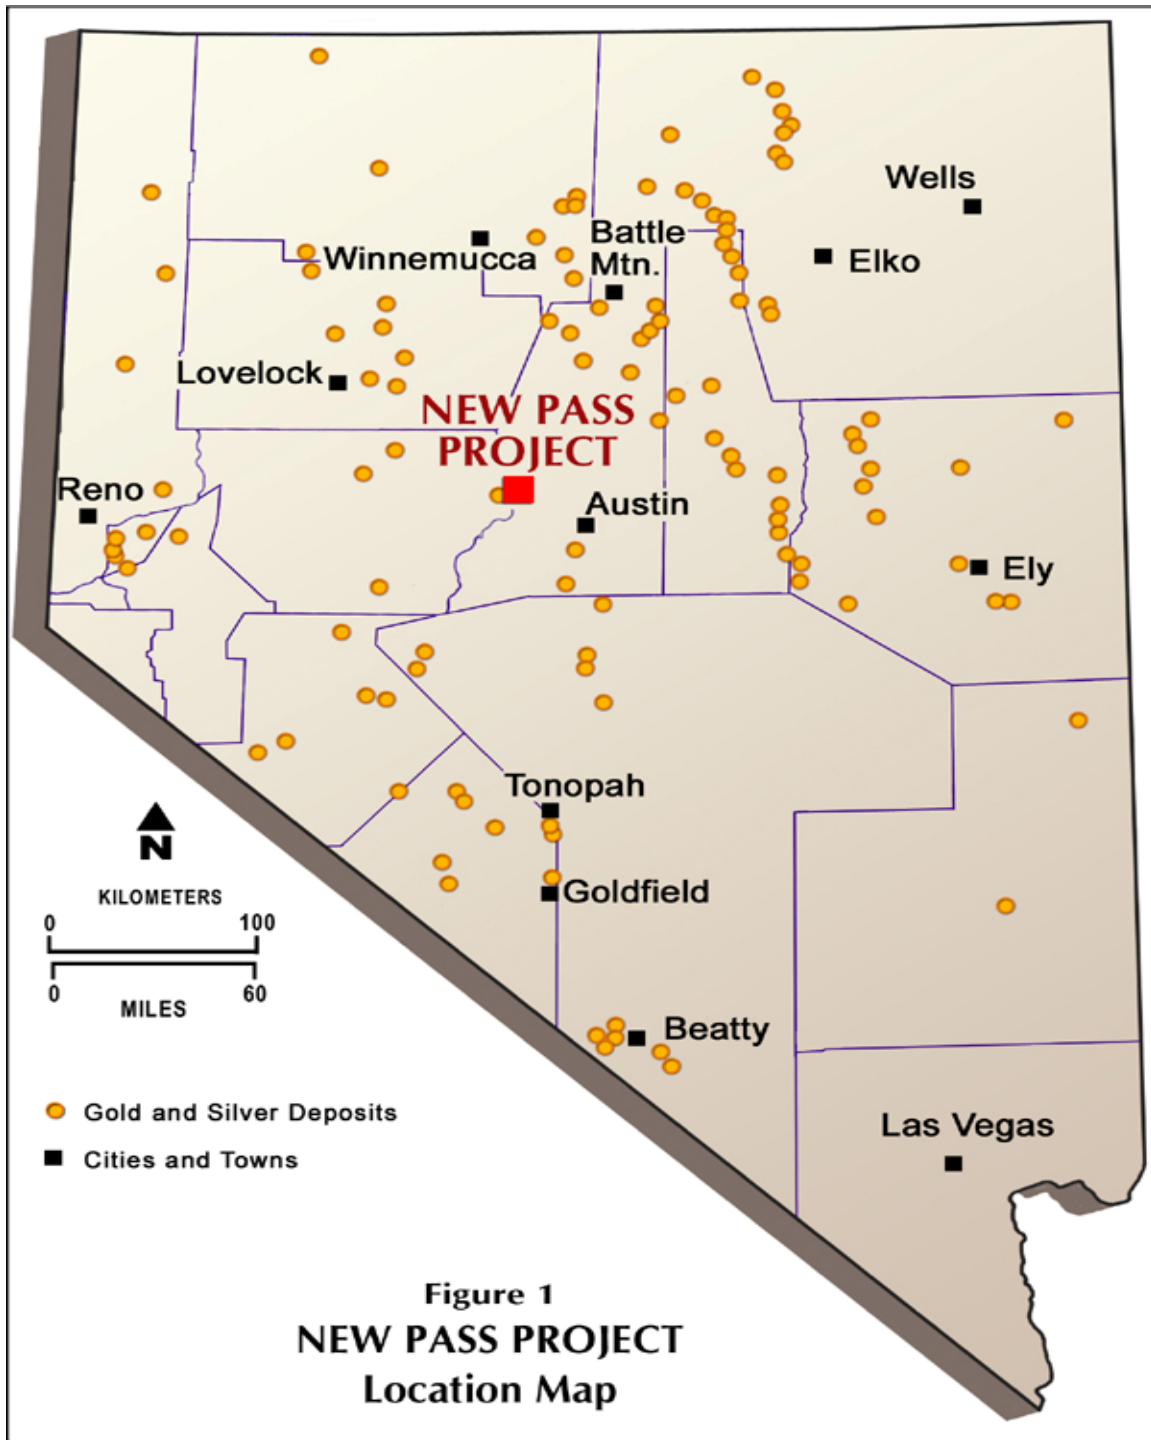 Wells
Battle
Mtn.
Winnemucca
Elko
Lovelock
NEW PASS
PROJECT
Reno
Austin
Ely
Tonopah
N
KILOMETERS
0 100
0 60
MILES
Goldfield
Beatty
Gold and Silver Deposits
Las Vegas
Cities and Towns
Figure 1
NEW PASS PROJECT
Location Map